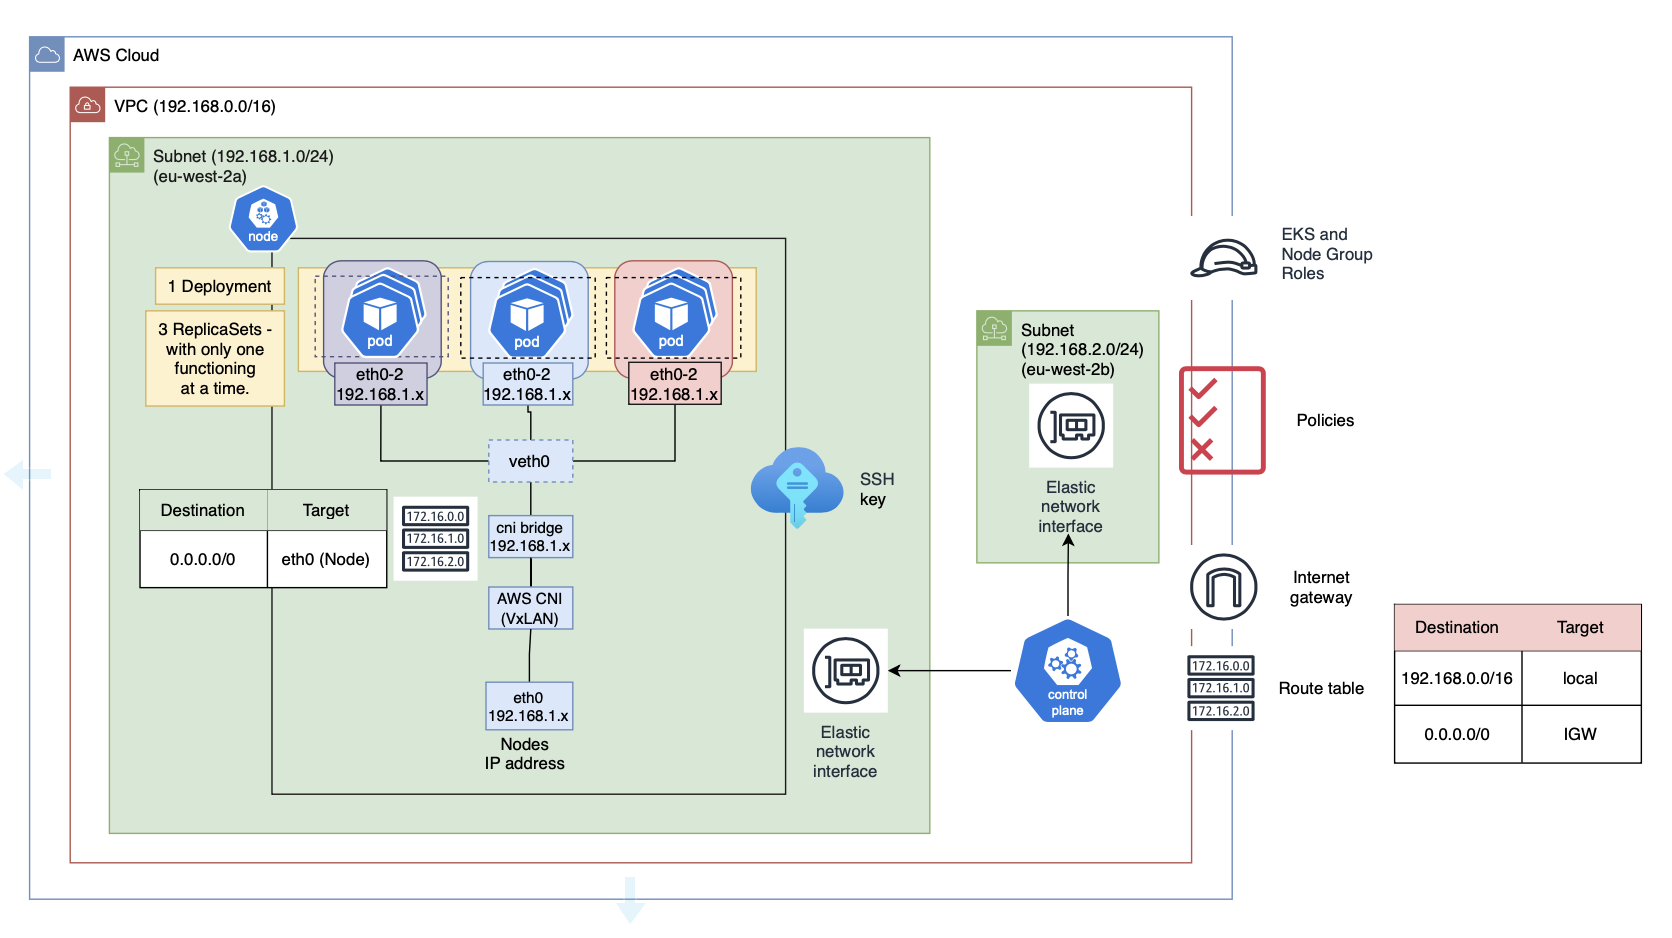 AWS Cloud
VPC (192.168.0.0/16)
Subnet (192.168.1.0/24)
(eu-west-2a)
node
1 Deployment
3 ReplicaSets -
with only one
functioning
at a time.
pod
pod
pod
eth0-2
192.168.1.x
eth0-2
192.168.1.x
eth0-2
192.168.1.x
veth0
SSH
key
Destination
Target
0.0.0.0/0
eth0 (Node)
172.16.0.0
172.16.1.0
172.16.2.0
cni bridge
192.168.1.x
AWS CNI
(VxLAN)
eth0
192.168.1.x
Nodes
IP address
Elastic
network
interface
Subnet
(192.168.2.0/24)
(eu-west-2b)
Elastic
network
interface
control
plane
EKS and
Node Group
Roles
Policies
Internet
gateway
172.16.0.0
172.16.1.0
172.16.2.0
Route table
Destination
Target
192.168.0.0/16
local
0.0.0.0/0
IGW